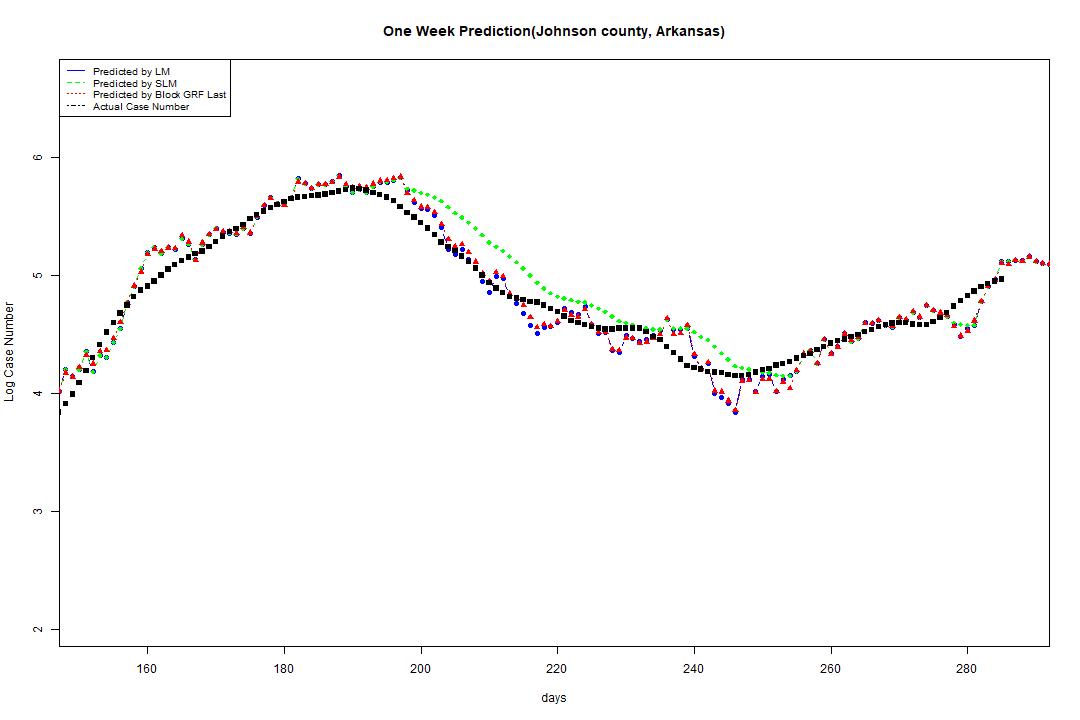 One Week Prediction(Johnson county, Arkansas)
Predicted by LM
Predicted by SLM
Predicted by Block GRF Last
Actual Case Number
6
5
4
3
2
Log Case Number
160 180 200 220 240 260 280
days